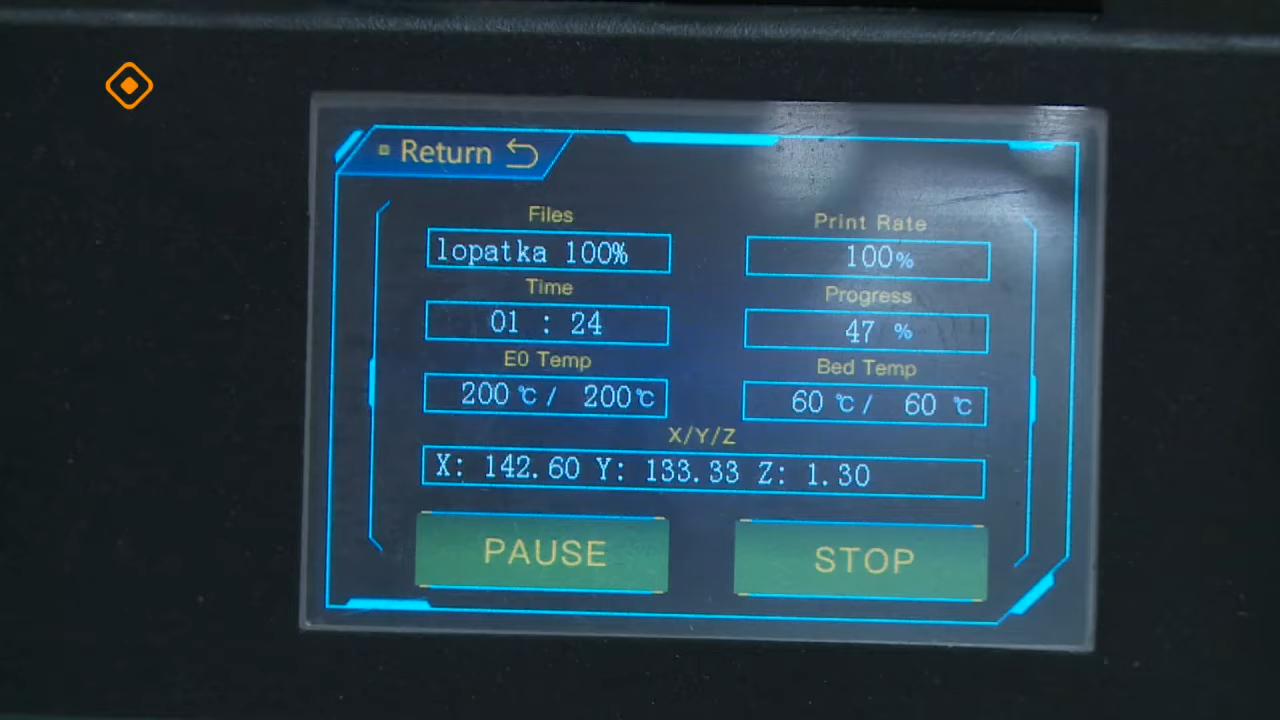 Return
Files
Print Rate
lopatka 100%
100%
Time
Progress
01 : 24
47 %
E0 Temp
Bed Temp
200℃/ 200℃
60℃/ 60℃
X/Y/Z
X: 142.60 Y: 133.33 Z: 1.30
PAUSE
STOP